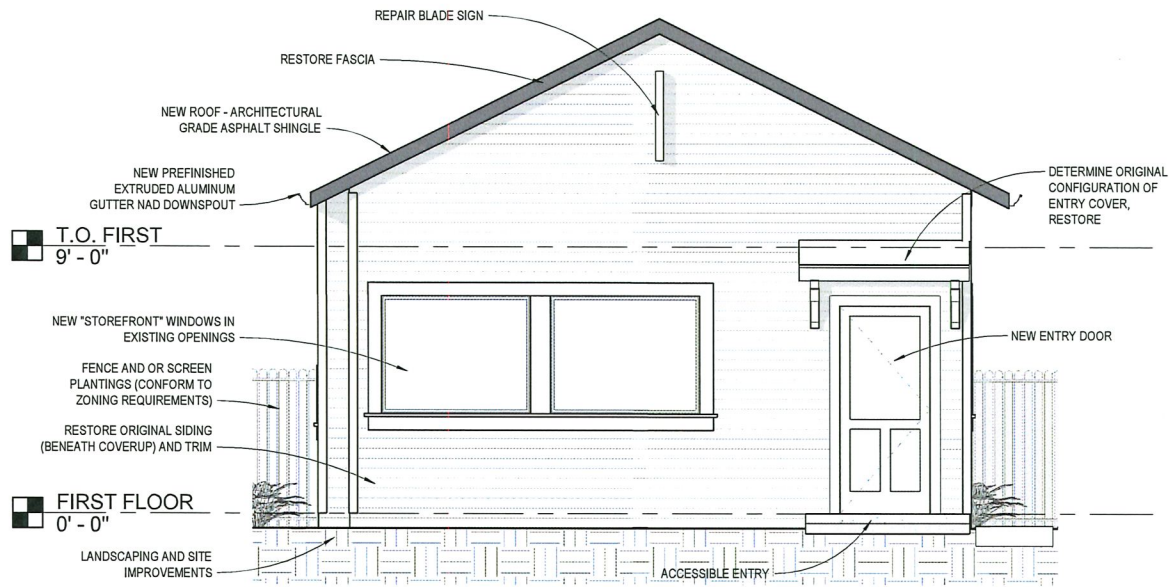 REPAIR BLADE SIGN
RESTORE FASCIA
NEW ROOF - ARCHITECTURAL
GRADE ASPHALT SHINGLE
NEW PREFINISHED
EXTRUDED ALUMINUM
GUTTER NAD DOWNSPOUT
DETERMINE ORIGINAL
CONFIGURATION OF
ENTRY COVER,
RESTORE
T.O. FIRST
9' - 0"
NEW "STOREFRONT" WINDOWS IN
EXISTING OPENINGS
NEW ENTRY DOOR
FENCE AND OR SCREEN
PLANTINGS (CONFORM TO
ZONING REQUIREMENTS)
RESTORE ORIGINAL SIDING
(BENEATH COVERUP) AND TRIM
FIRST FLOOR
0' - 0"
LANDSCAPING AND SITE
IMPROVEMENTS
ACCESSIBLE ENTRY